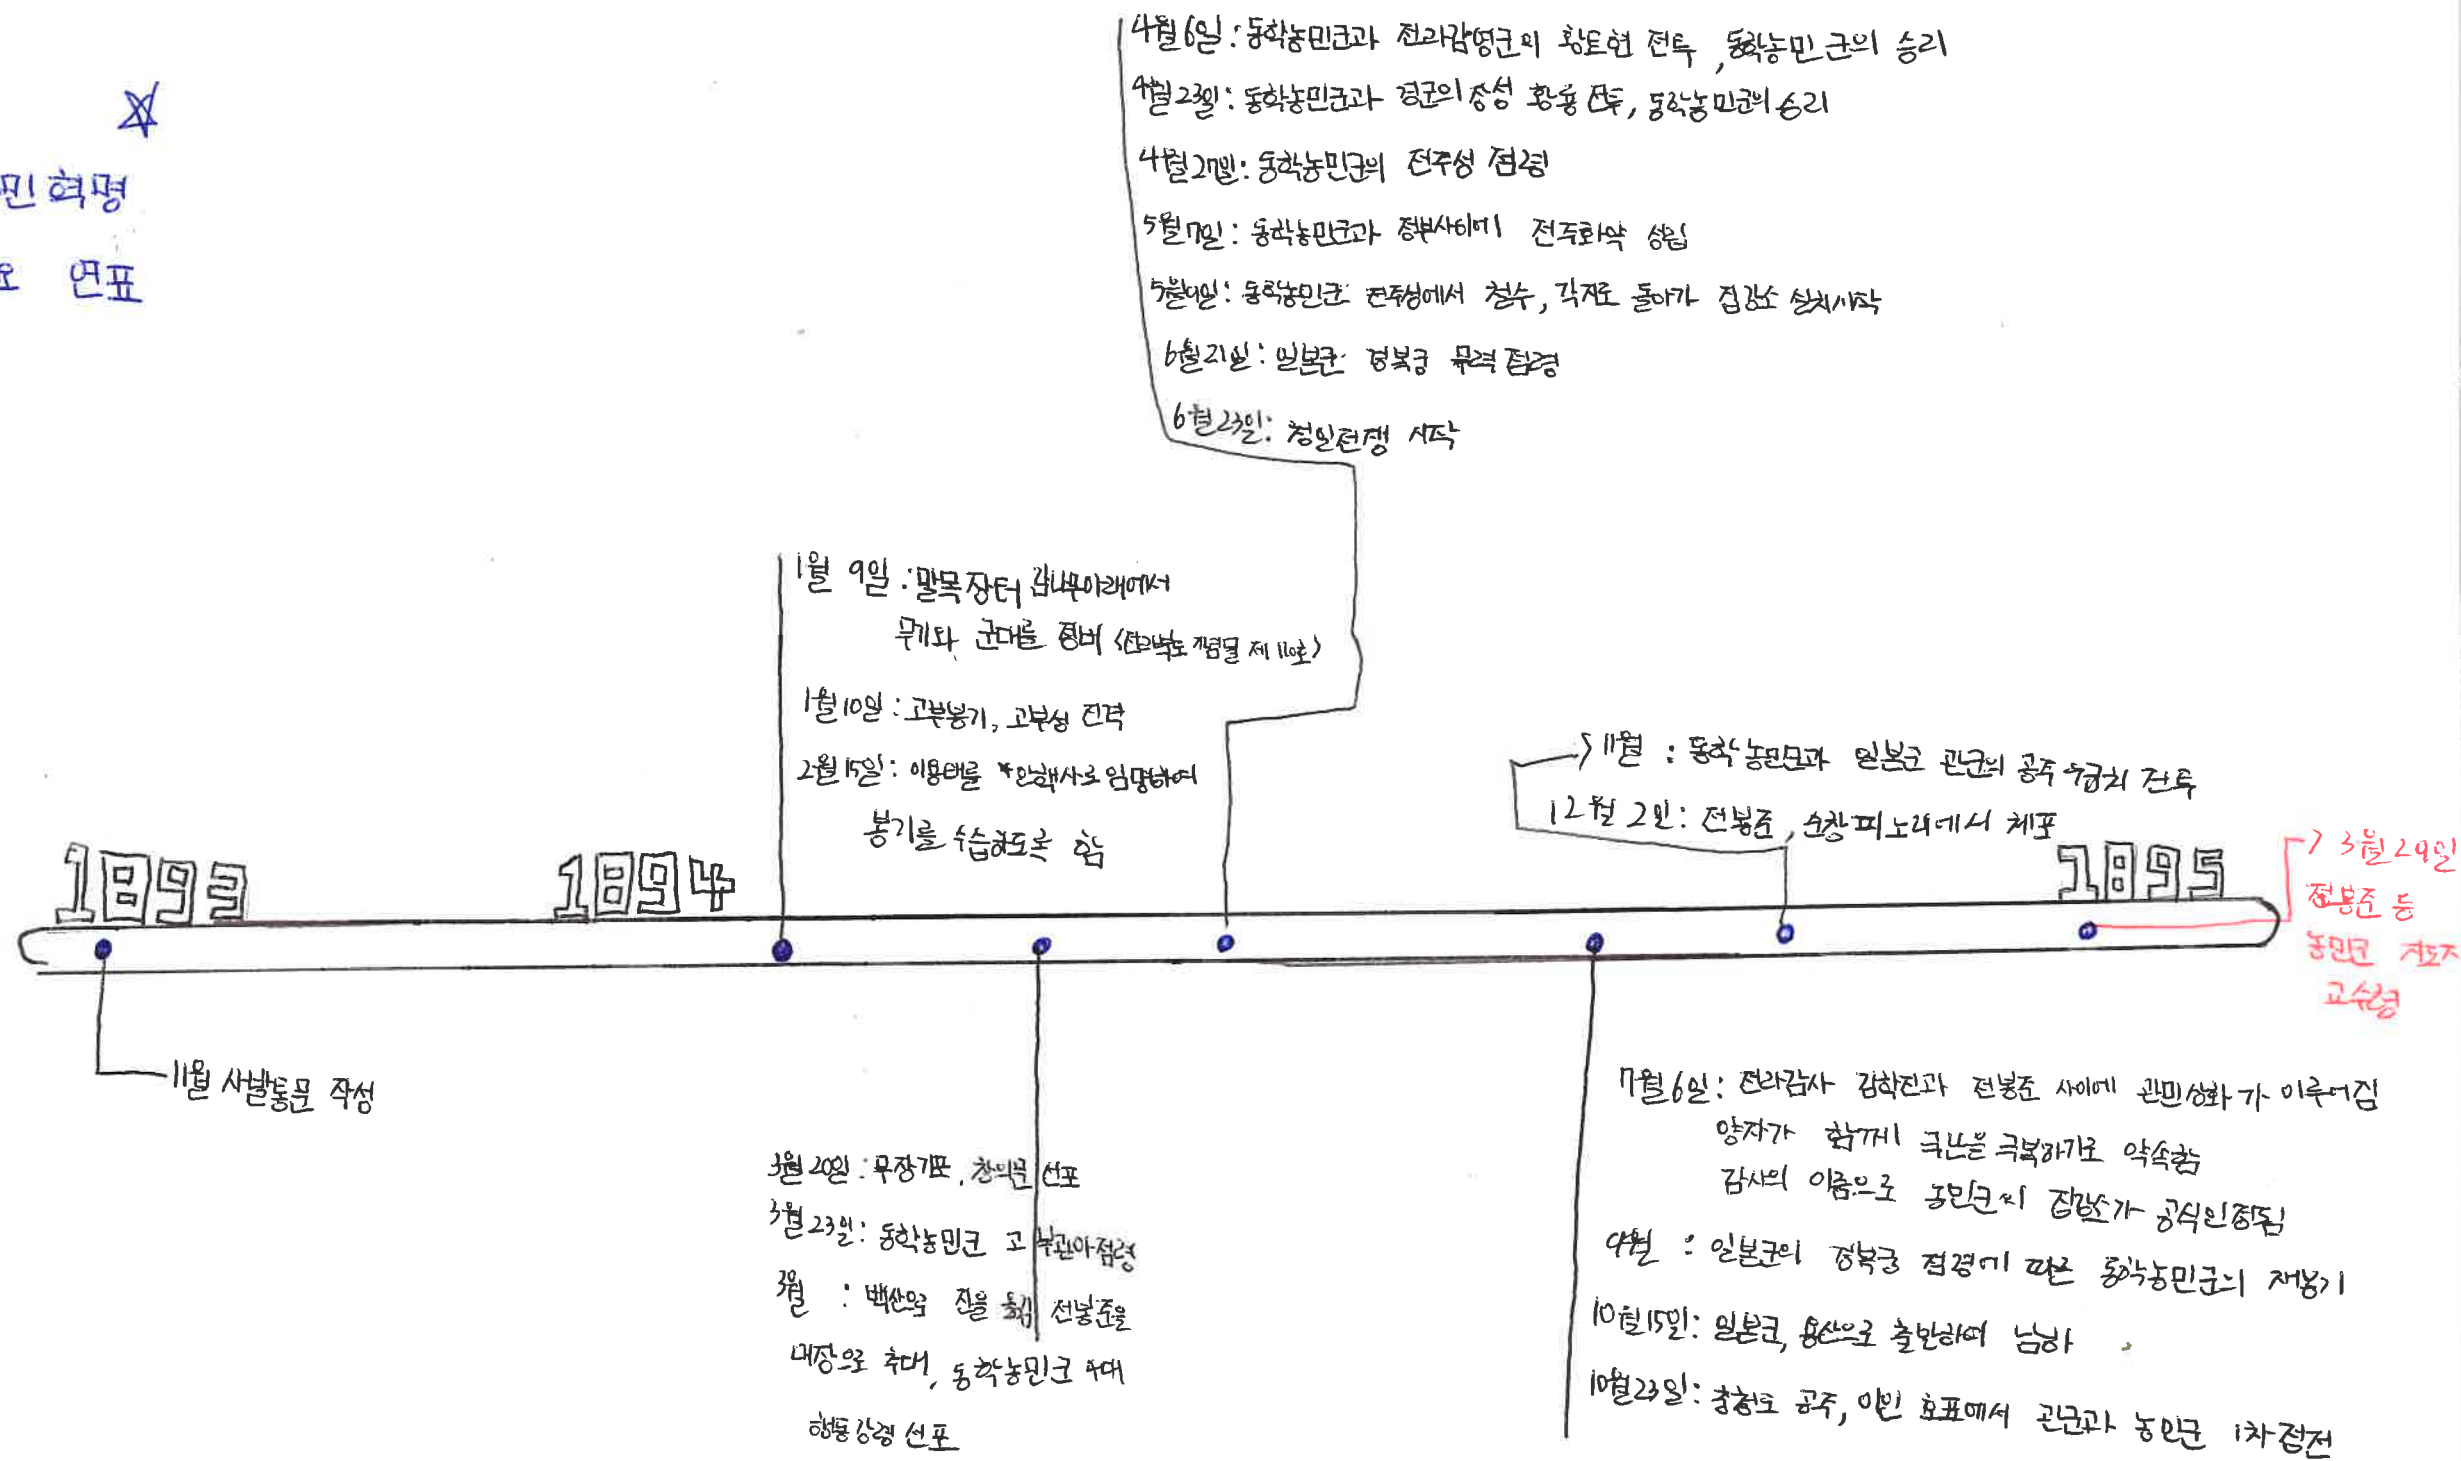 민혁명
요 연표
4월 6일 : 동학농민군과 전라감영군의 황토현 전투, 동학농민군의 승리
4월 23일 : 동학농민군과 경군의 장성 황룡 전투, 동학농민군의 승리
4월 27일 : 동학농민군의 전주성 점령
5월 7일 : 동학농민군과 정부사이에 전주화약 성립
5월 9일 : 동학농민군 전주성에서 철수, 각지로 돌아가 집강소 설치시작
6월 21일 : 일본군 경복궁 무력 점령
6월 23일 : 청일전쟁 시작
1월 9일 : 말목장터 감나무아래에서
무기와 군대를 정비 <전라북도 기념물 제110호>
1월 10일 : 고부봉기, 고부성 진격
2월 15일 : 이용태를 *안핵사로 임명하여
봉기를 수습하도록 함
> 11월 : 동학농민군과 일본군 관군의 공주 우금치 전투
12월 2일 : 전봉준, 순창 피노리에서 체포
1893
1894
1895
> 3월 29일
전봉준 등
농민군 지도자
교수형
11월 사발통문 작성
3월 20일 : 무장기포, 창의문 선포
3월 23일 : 동학농민군 고부관아 점령
3월 : 백산으로 진을 옮김 전봉준을
대장으로 추대, 동학농민군 4대
행동강령 선포
7월 6일 : 전라감사 김학진과 전봉준 사이에 관민상화가 이루어짐
양자가 함께 국난을 극복하기로 약속함
감사의 이름으로 농민군의 집강소가 공식인정됨
9월 : 일본군의 경복궁 점령에 따른 동학농민군의 재봉기
10월 15일 : 일본군, 용산으로 출발하여 남하
10월 23일 : 충청도 공주, 이인 효포에서 관군과 농민군 1차접전